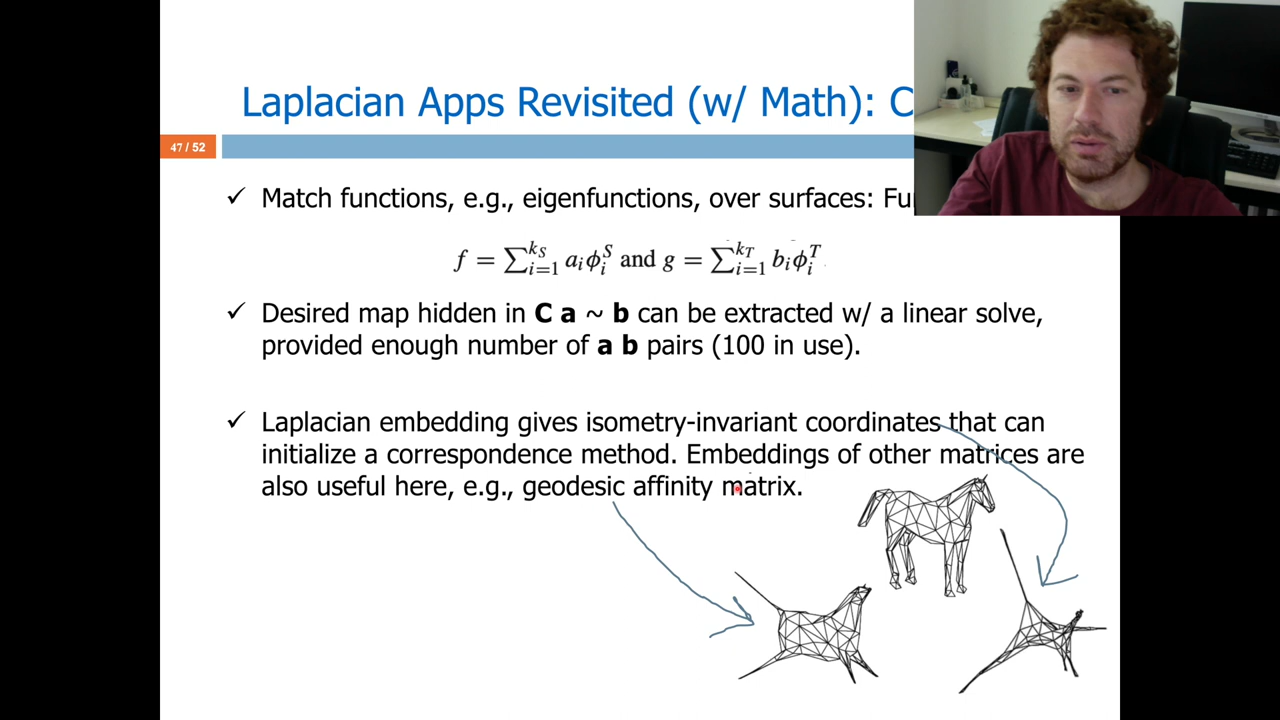 Laplacian Apps Revisited (w/ Math): C
47 / 52
✓ Match functions, e.g., eigenfunctions, over surfaces: Fu
f = ∑_{i=1}^{k_S} a_i ϕ_i^S and g = ∑_{i=1}^{k_T} b_i ϕ_i^T
✓ Desired map hidden in C a ~ b can be extracted w/ a linear solve,
provided enough number of a b pairs (100 in use).
✓ Laplacian embedding gives isometry-invariant coordinates that can
initialize a correspondence method. Embeddings of other matrices are
also useful here, e.g., geodesic affinity matrix.